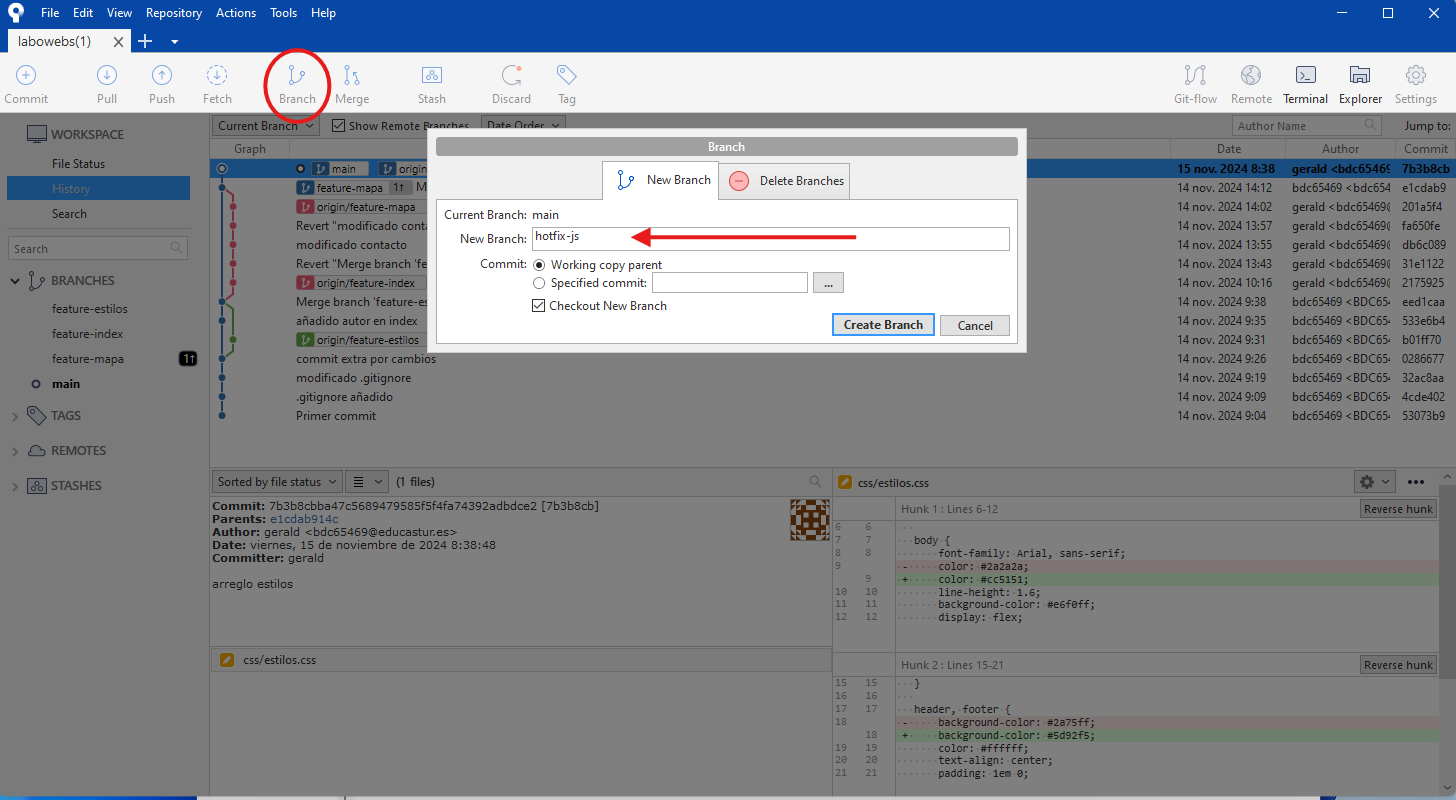 File Edit View Repository Actions Tools Help
labowebs(1)
Commit Pull Push Fetch Branch Merge Stash Discard Tag Git-flow Remote Terminal Explorer Settings
WORKSPACE
File Status
History
Search
Search
BRANCHES
feature-estilos
feature-index
feature-mapa 1↑
main
TAGS
REMOTES
STASHES
Current Branch Show Remote Branches Date Order Author Name Jump to:
Graph Date Author Commit
main origin 15 nov. 2024 8:38 gerald <bdc65469 7b3b8cb
feature-mapa 1↑ M 14 nov. 2024 14:12 bdc65469 <bdc654 e1cdab9
origin/feature-mapa 14 nov. 2024 14:02 gerald <bdc65469@ 201a5f4
Revert "modificado conta 14 nov. 2024 13:57 gerald <bdc65469@ fa650fe
modificado contacto 14 nov. 2024 13:55 gerald <bdc65469@ db6c089
Revert "Merge branch 'fe 14 nov. 2024 13:43 gerald <bdc65469@ 31e1122
origin/feature-index 14 nov. 2024 10:16 gerald <bdc65469@ 2175925
Merge branch 'feature-es 14 nov. 2024 9:38 bdc65469 <BDC654 eed1caa
añadido autor en index 14 nov. 2024 9:35 bdc65469 <BDC654 533e6b4
origin/feature-estilos 14 nov. 2024 9:31 bdc65469 <BDC654 b01ff70
commit extra por cambios 14 nov. 2024 9:26 bdc65469 <BDC654 0286677
modificado .gitignore 14 nov. 2024 9:19 bdc65469 <BDC654 32ac8aa
.gitignore añadido 14 nov. 2024 9:09 bdc65469 <BDC654 4cde402
Primer commit 14 nov. 2024 9:04 bdc65469 <BDC654 53073b9
Branch
New Branch Delete Branches
Current Branch: main
New Branch: hotfix-js
Commit: Working copy parent
Specified commit: ...
Checkout New Branch
Create Branch Cancel
Sorted by file status (1 files)
Commit: 7b3b8cbba47c5689479585f5f4fa74392adbdce2 [7b3b8cb]
Parents: e1cdab914c
Author: gerald <bdc65469@educastur.es>
Date: viernes, 15 de noviembre de 2024 8:38:48
Committer: gerald
arreglo estilos
css/estilos.css
css/estilos.css
Hunk 1 : Lines 6-12 Reverse hunk
6 6
7 7 body {
8 8 font-family: Arial, sans-serif;
9 - color: #2a2a2a;
9 + color: #cc5151;
10 10 line-height: 1.6;
11 11 background-color: #e6f0ff;
12 12 display: flex;
Hunk 2 : Lines 15-21 Reverse hunk
15 15 }
16 16
17 17 header, footer {
18 - background-color: #2a75ff;
18 + background-color: #5d92f5;
19 19 color: #ffffff;
20 20 text-align: center;
21 21 padding: 1em 0;